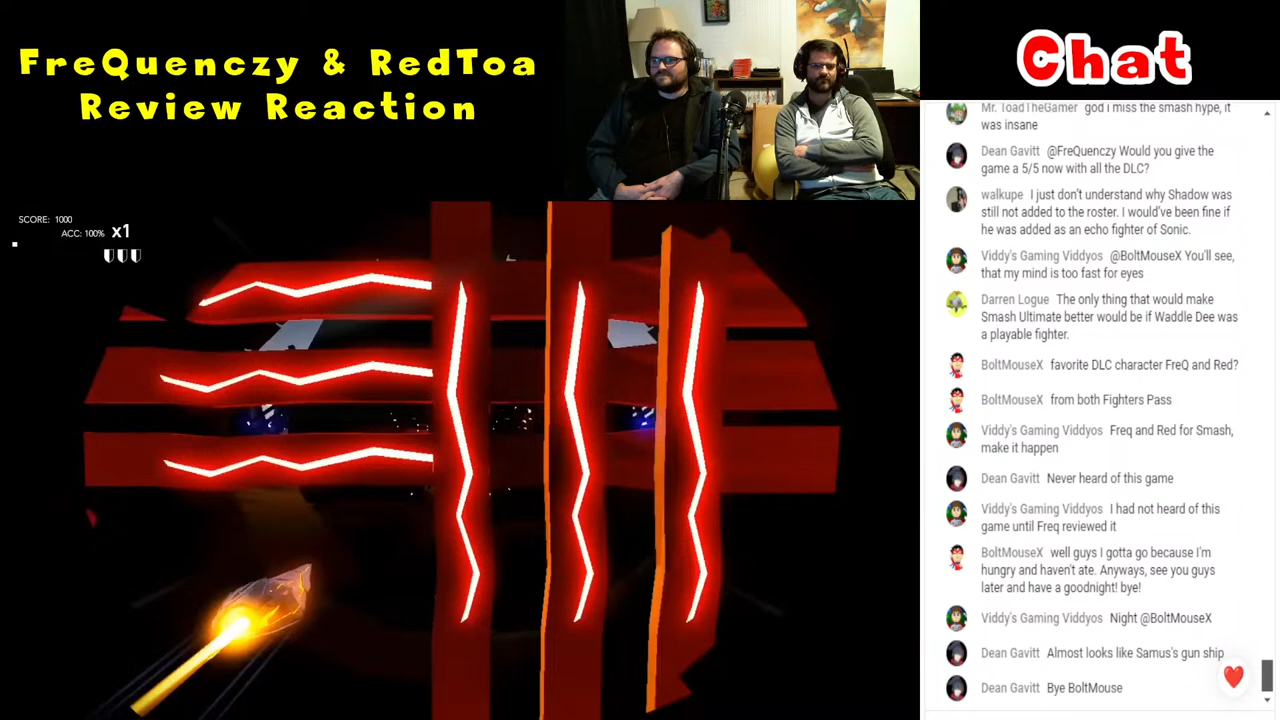 FreQuenczy & RedToa
Review Reaction
SCORE: 1000
ACC: 100% x1
Chat
Mr. ToadTheGamer god i miss the smash hype, it
was insane
Dean Gavitt @FreQuenczy Would you give the
game a 5/5 now with all the DLC?
walkupe I just don't understand why Shadow was
still not added to the roster. I would've been fine if
he was added as an echo fighter of Sonic.
Viddy's Gaming Viddyos @BoltMouseX You'll see,
that my mind is too fast for eyes
Darren Logue The only thing that would make
Smash Ultimate better would be if Waddle Dee was
a playable fighter.
BoltMouseX favorite DLC character FreQ and Red?
BoltMouseX from both Fighters Pass
Viddy's Gaming Viddyos Freq and Red for Smash,
make it happen
Dean Gavitt Never heard of this game
Viddy's Gaming Viddyos I had not heard of this
game until Freq reviewed it
BoltMouseX well guys I gotta go because I'm
hungry and haven't ate. Anyways, see you guys
later and have a goodnight! bye!
Viddy's Gaming Viddyos Night @BoltMouseX
Dean Gavitt Almost looks like Samus's gun ship
Dean Gavitt Bye BoltMouse